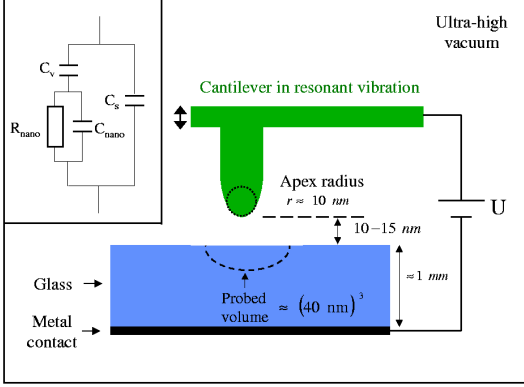 Ultra-high
vacuum
C_v
C_s
R_nano
C_nano
Cantilever in resonant vibration
Apex radius
r ≈ 10 nm
10−15 nm
U
≈1 mm
Glass
Probed
volume ≈ (40 nm)^3
Metal
contact